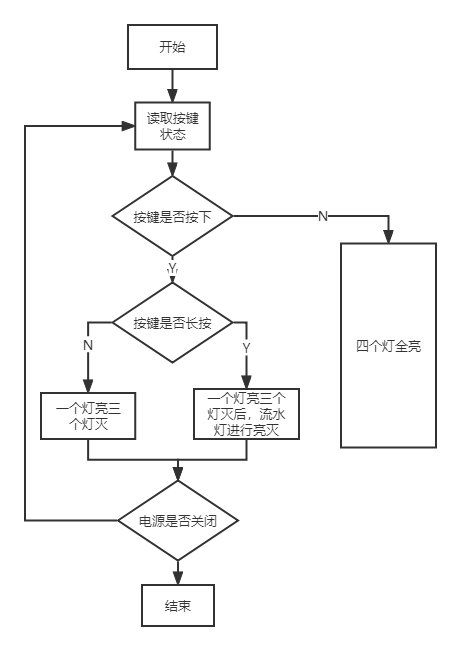 开始
读取按键
状态
按键是否按下
N
Y
按键是否长按
N
Y
四个灯全亮
一个灯亮三
个灯灭
一个灯亮三个
灯灭后，流水
灯进行亮灭
电源是否关闭
结束